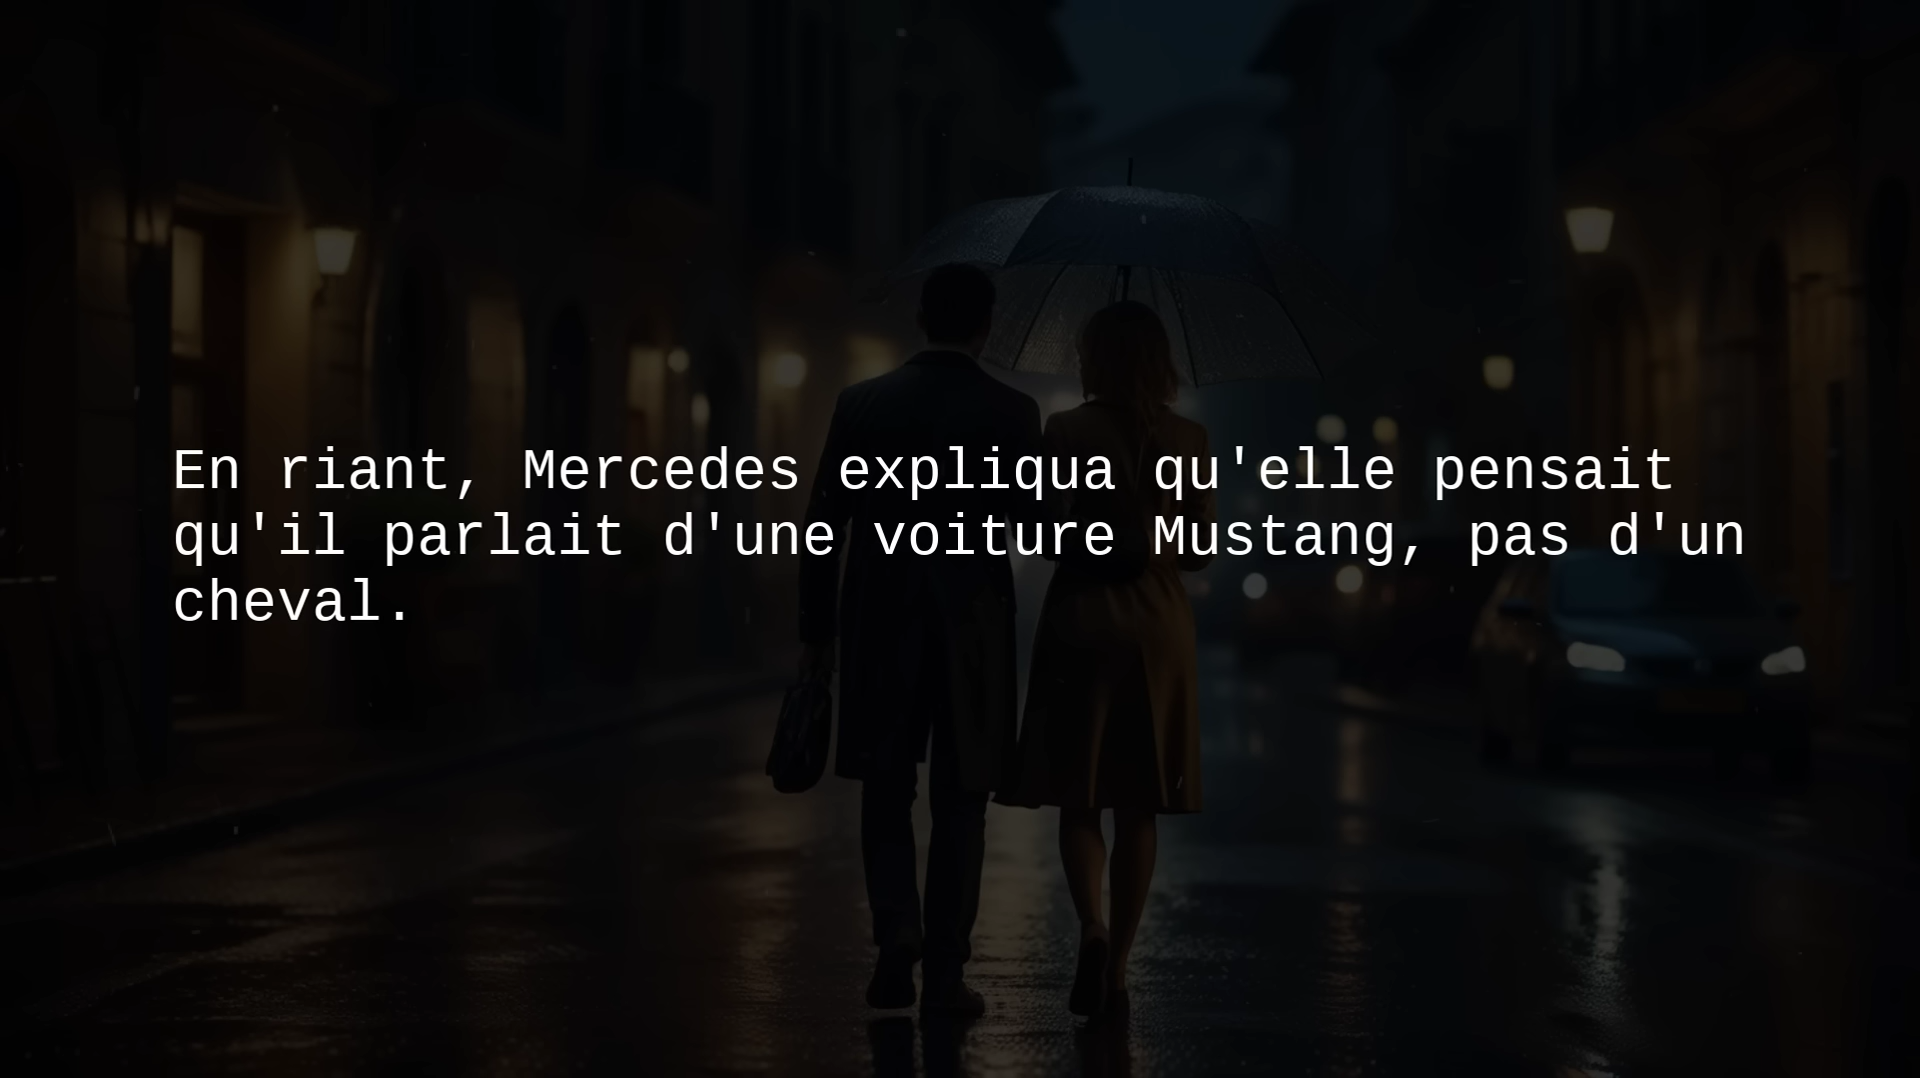 En riant, Mercedes expliqua qu'elle pensait
qu'il parlait d'une voiture Mustang, pas d'un
cheval.